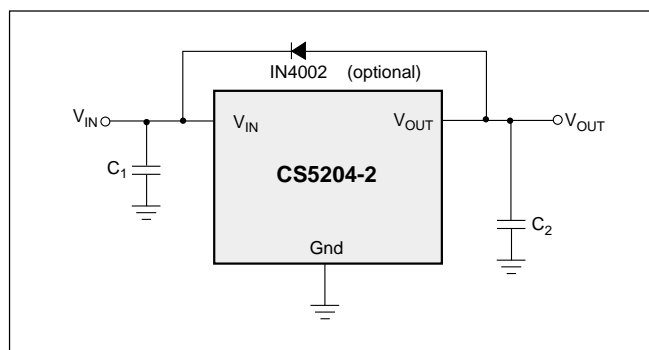 IN4002 (optional)
VIN VIN VOUT VOUT
C1 CS5204-2 C2
Gnd